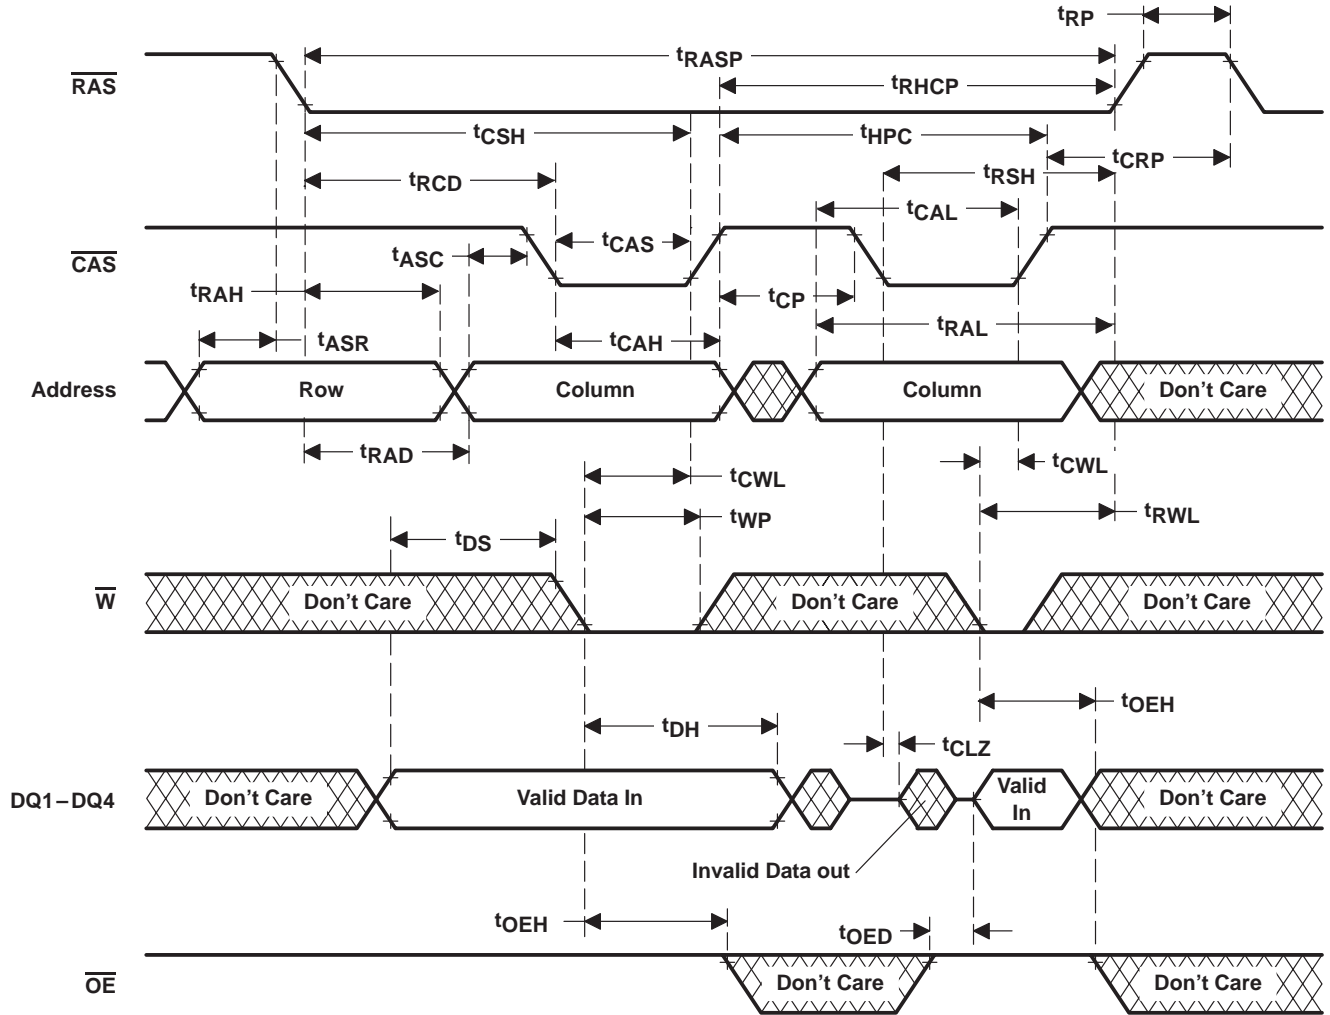 tRP
tRASP
RAS
tRHCP
tCSH
tHPC
tCRP
tRCD
tRSH
tCAL
tCAS
tASC
CAS
tRAH
tCP
tASR
tCAH
tRAL
Address
Row
Column
Column
Don't Care
tRAD
tCWL
tCWL
tWP
tRWL
tDS
W
Don't Care
Don't Care
Don't Care
tOEH
tDH
tCLZ
DQ1–DQ4
Don't Care
Valid Data In
Valid
In
Don't Care
Invalid Data out
tOEH
tOED
OE
Don't Care
Don't Care